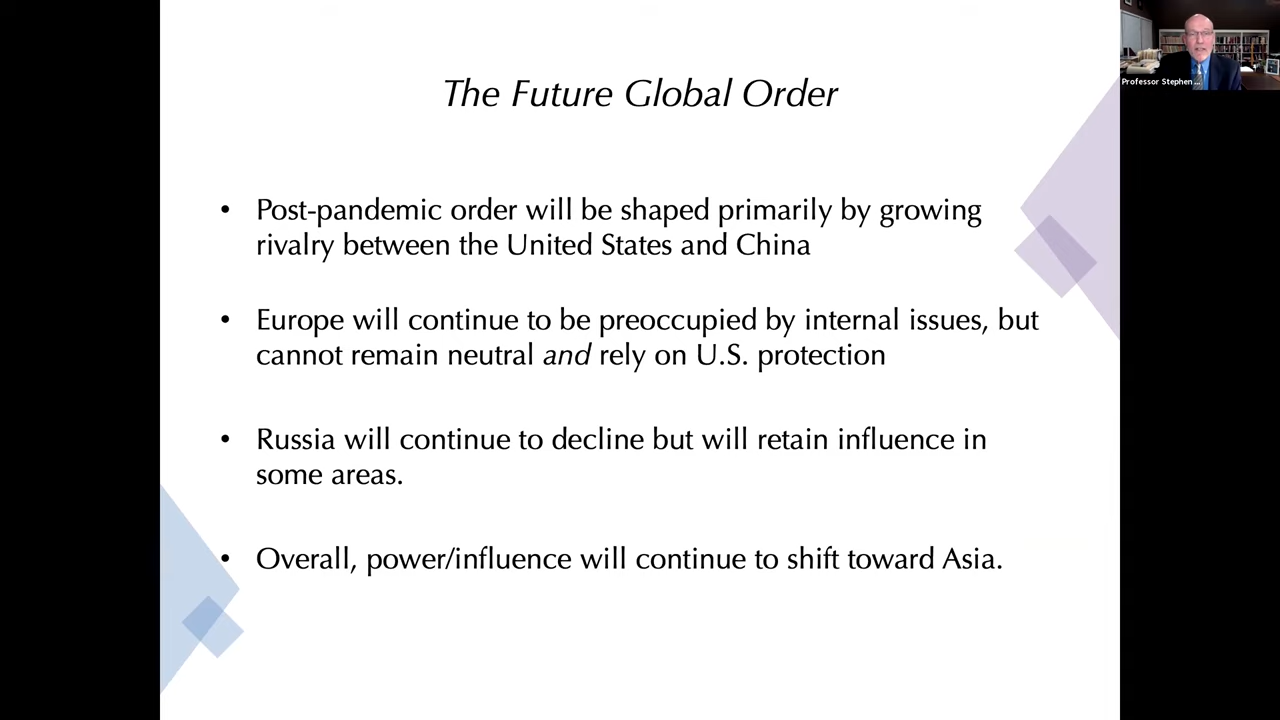 Professor Stephen ...
The Future Global Order
• Post-pandemic order will be shaped primarily by growing
rivalry between the United States and China
• Europe will continue to be preoccupied by internal issues, but
cannot remain neutral and rely on U.S. protection
• Russia will continue to decline but will retain influence in
some areas.
• Overall, power/influence will continue to shift toward Asia.